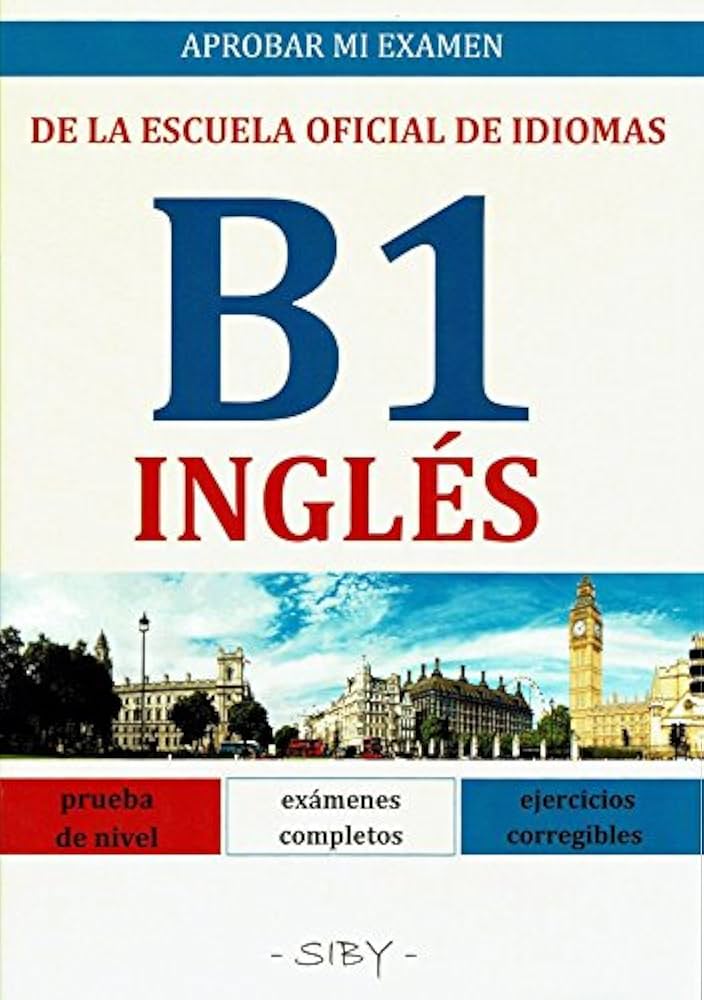 APROBAR MI EXAMEN
DE LA ESCUELA OFICIAL DE IDIOMAS
B1
INGLÉS
prueba
de nivel
exámenes
completos
ejercicios
corregibles
- SIBY -